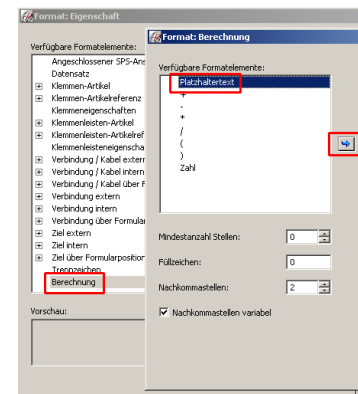 Format: Eigenschaft
Verfügbare Formatelemente:
Angeschlossener SPS-Ans
Datensatz
Klemmen-Artikel
Klemmen-Artikelreferenz
Klemmeneigenschaften
Klemmenleisten-Artikel
Klemmenleisten-Artikelref
Klemmenleisteneigenscha
Verbindung / Kabel extern
Verbindung / Kabel intern
Verbindung / Kabel über F
Verbindung extern
Verbindung intern
Verbindung über Formular
Ziel extern
Ziel intern
Ziel über Formularposition
Trennzeichen
Berechnung
Vorschau:
Format: Berechnung
Verfügbare Formatelemente:
Platzhaltertext
+
-
*
/
(
)
Zahl
Mindestanzahl Stellen: 0
Füllzeichen: 0
Nachkommastellen: 2
Nachkommastellen variabel